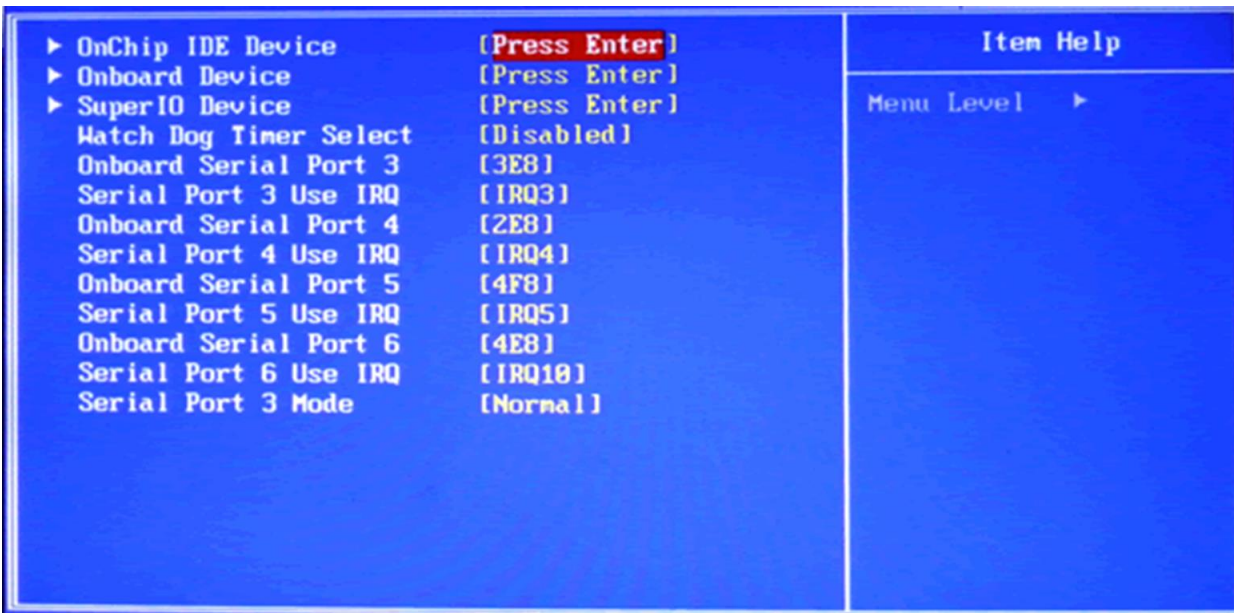 ► OnChip IDE Device [Press Enter]
► Onboard Device [Press Enter]
► SuperIO Device [Press Enter]
Watch Dog Timer Select [Disabled]
Onboard Serial Port 3 [3E8]
Serial Port 3 Use IRQ [IRQ3]
Onboard Serial Port 4 [2E8]
Serial Port 4 Use IRQ [IRQ4]
Onboard Serial Port 5 [4F8]
Serial Port 5 Use IRQ [IRQ5]
Onboard Serial Port 6 [4E8]
Serial Port 6 Use IRQ [IRQ10]
Serial Port 3 Mode [Normal]
Item Help
Menu Level ►